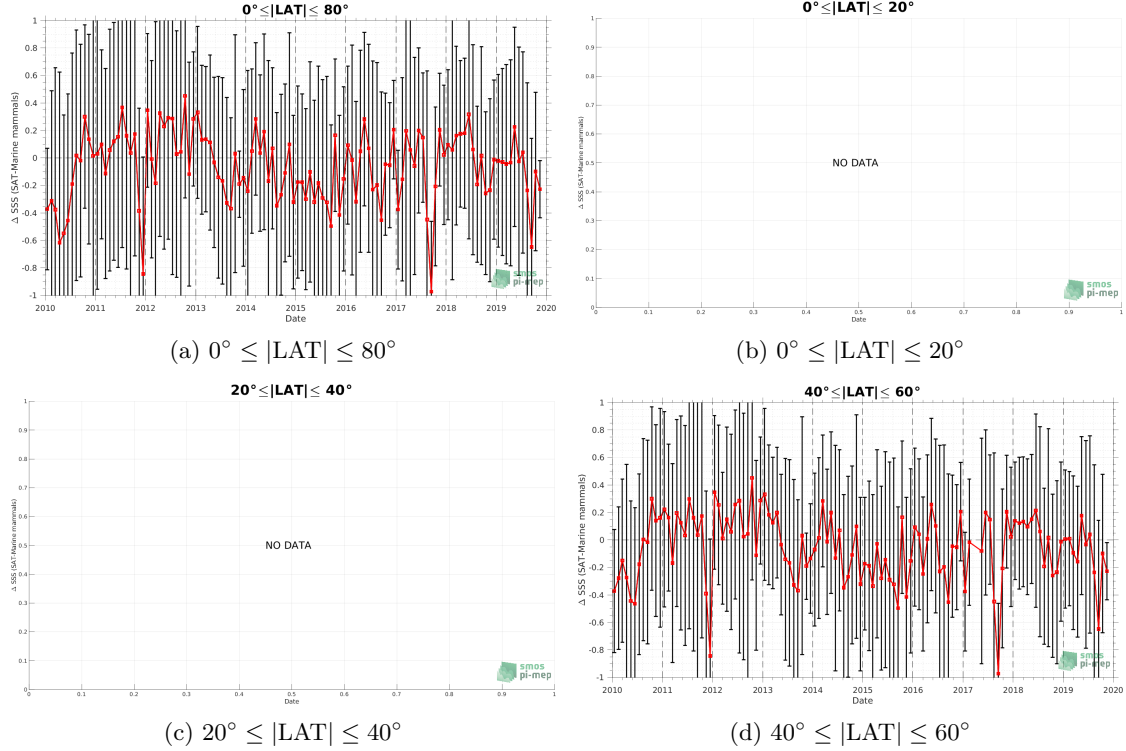 0°≤|LAT|≤ 80°
1
0.8
0.6
0.4
0.2
0
-0.2
-0.4
-0.6
-0.8
-1
Δ SSS (SAT-Marine mammals)
2010 2011 2012 2013 2014 2015 2016 2017 2018 2019 2020
Date
smos
pi-mep
(a) 0° ≤ |LAT| ≤ 80°
0°≤|LAT|≤ 20°
1
0.9
0.8
0.7
0.6
0.5
0.4
0.3
0.2
0.1
0
Δ SSS (SAT-Marine mammals)
NO DATA
0 0.1 0.2 0.3 0.4 0.5 0.6 0.7 0.8 0.9 1
Date
smos
pi-mep
(b) 0° ≤ |LAT| ≤ 20°
20°≤|LAT|≤ 40°
1
0.9
0.8
0.7
0.6
0.5
0.4
0.3
0.2
0.1
0
Δ SSS (SAT-Marine mammals)
NO DATA
0 0.1 0.2 0.3 0.4 0.5 0.6 0.7 0.8 0.9 1
Date
smos
pi-mep
(c) 20° ≤ |LAT| ≤ 40°
40°≤|LAT|≤ 60°
1
0.8
0.6
0.4
0.2
0
-0.2
-0.4
-0.6
-0.8
-1
Δ SSS (SAT-Marine mammals)
2010 2011 2012 2013 2014 2015 2016 2017 2018 2019 2020
Date
smos
pi-mep
(d) 40° ≤ |LAT| ≤ 60°